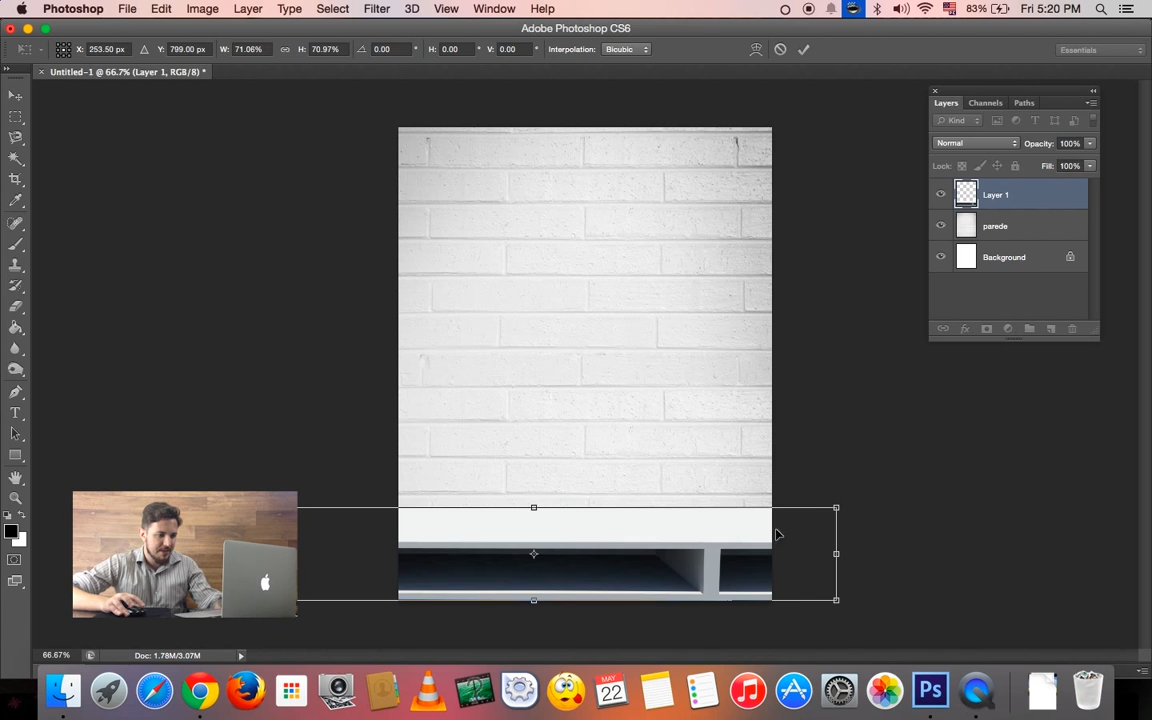 Photoshop File Edit Image Layer Type Select Filter 3D View Window Help 83% Fri 5:20 PM
Adobe Photoshop CS6
X: 253.50 px Y: 799.00 px W: 71.06% H: 70.97% 0.00 ° H: 0.00 ° V: 0.00 ° Interpolation: Bicubic Essentials
Untitled-1 @ 66.7% (Layer 1, RGB/8) *
Layers Channels Paths
Kind
Normal Opacity: 100%
Lock: Fill: 100%
Layer 1
parede
Background
66.67% Doc: 1.78M/3.07M
MAY
22
Ps